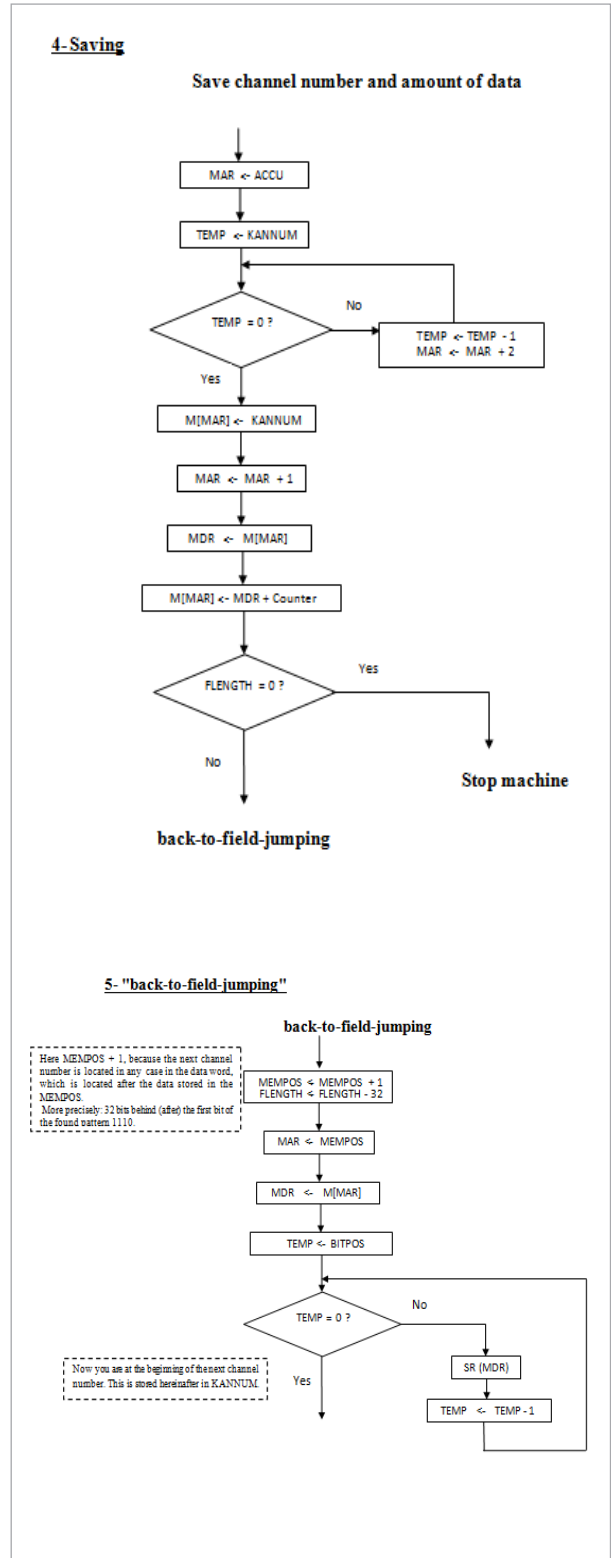 4- Saving
Save channel number and amount of data
MAR <- ACCU
TEMP <- KANNUM
TEMP = 0 ?
No
TEMP <- TEMP - 1
MAR <- MAR + 2
Yes
M[MAR] <- KANNUM
MAR <- MAR + 1
MDR <- M[MAR]
M[MAR] <- MDR + Counter
FLENGTH = 0 ?
Yes
No
Stop machine
back-to-field-jumping
5- "back-to-field-jumping"
back-to-field-jumping
Here MEMPOS + 1, because the next channel
number is located in any case in the data word,
which is located after the data stored in the
MEMPOS.
More precisely: 32 bits behind (after) the first bit of
the found pattern 1110.
MEMPOS <- MEMPOS + 1
FLENGTH <- FLENGTH - 32
MAR <- MEMPOS
MDR <- M[MAR]
TEMP <- BITPOS
TEMP = 0 ?
No
SR (MDR)
TEMP <- TEMP - 1
Now you are at the beginning of the next channel
number. This is stored hereinafter in KANNUM.
Yes